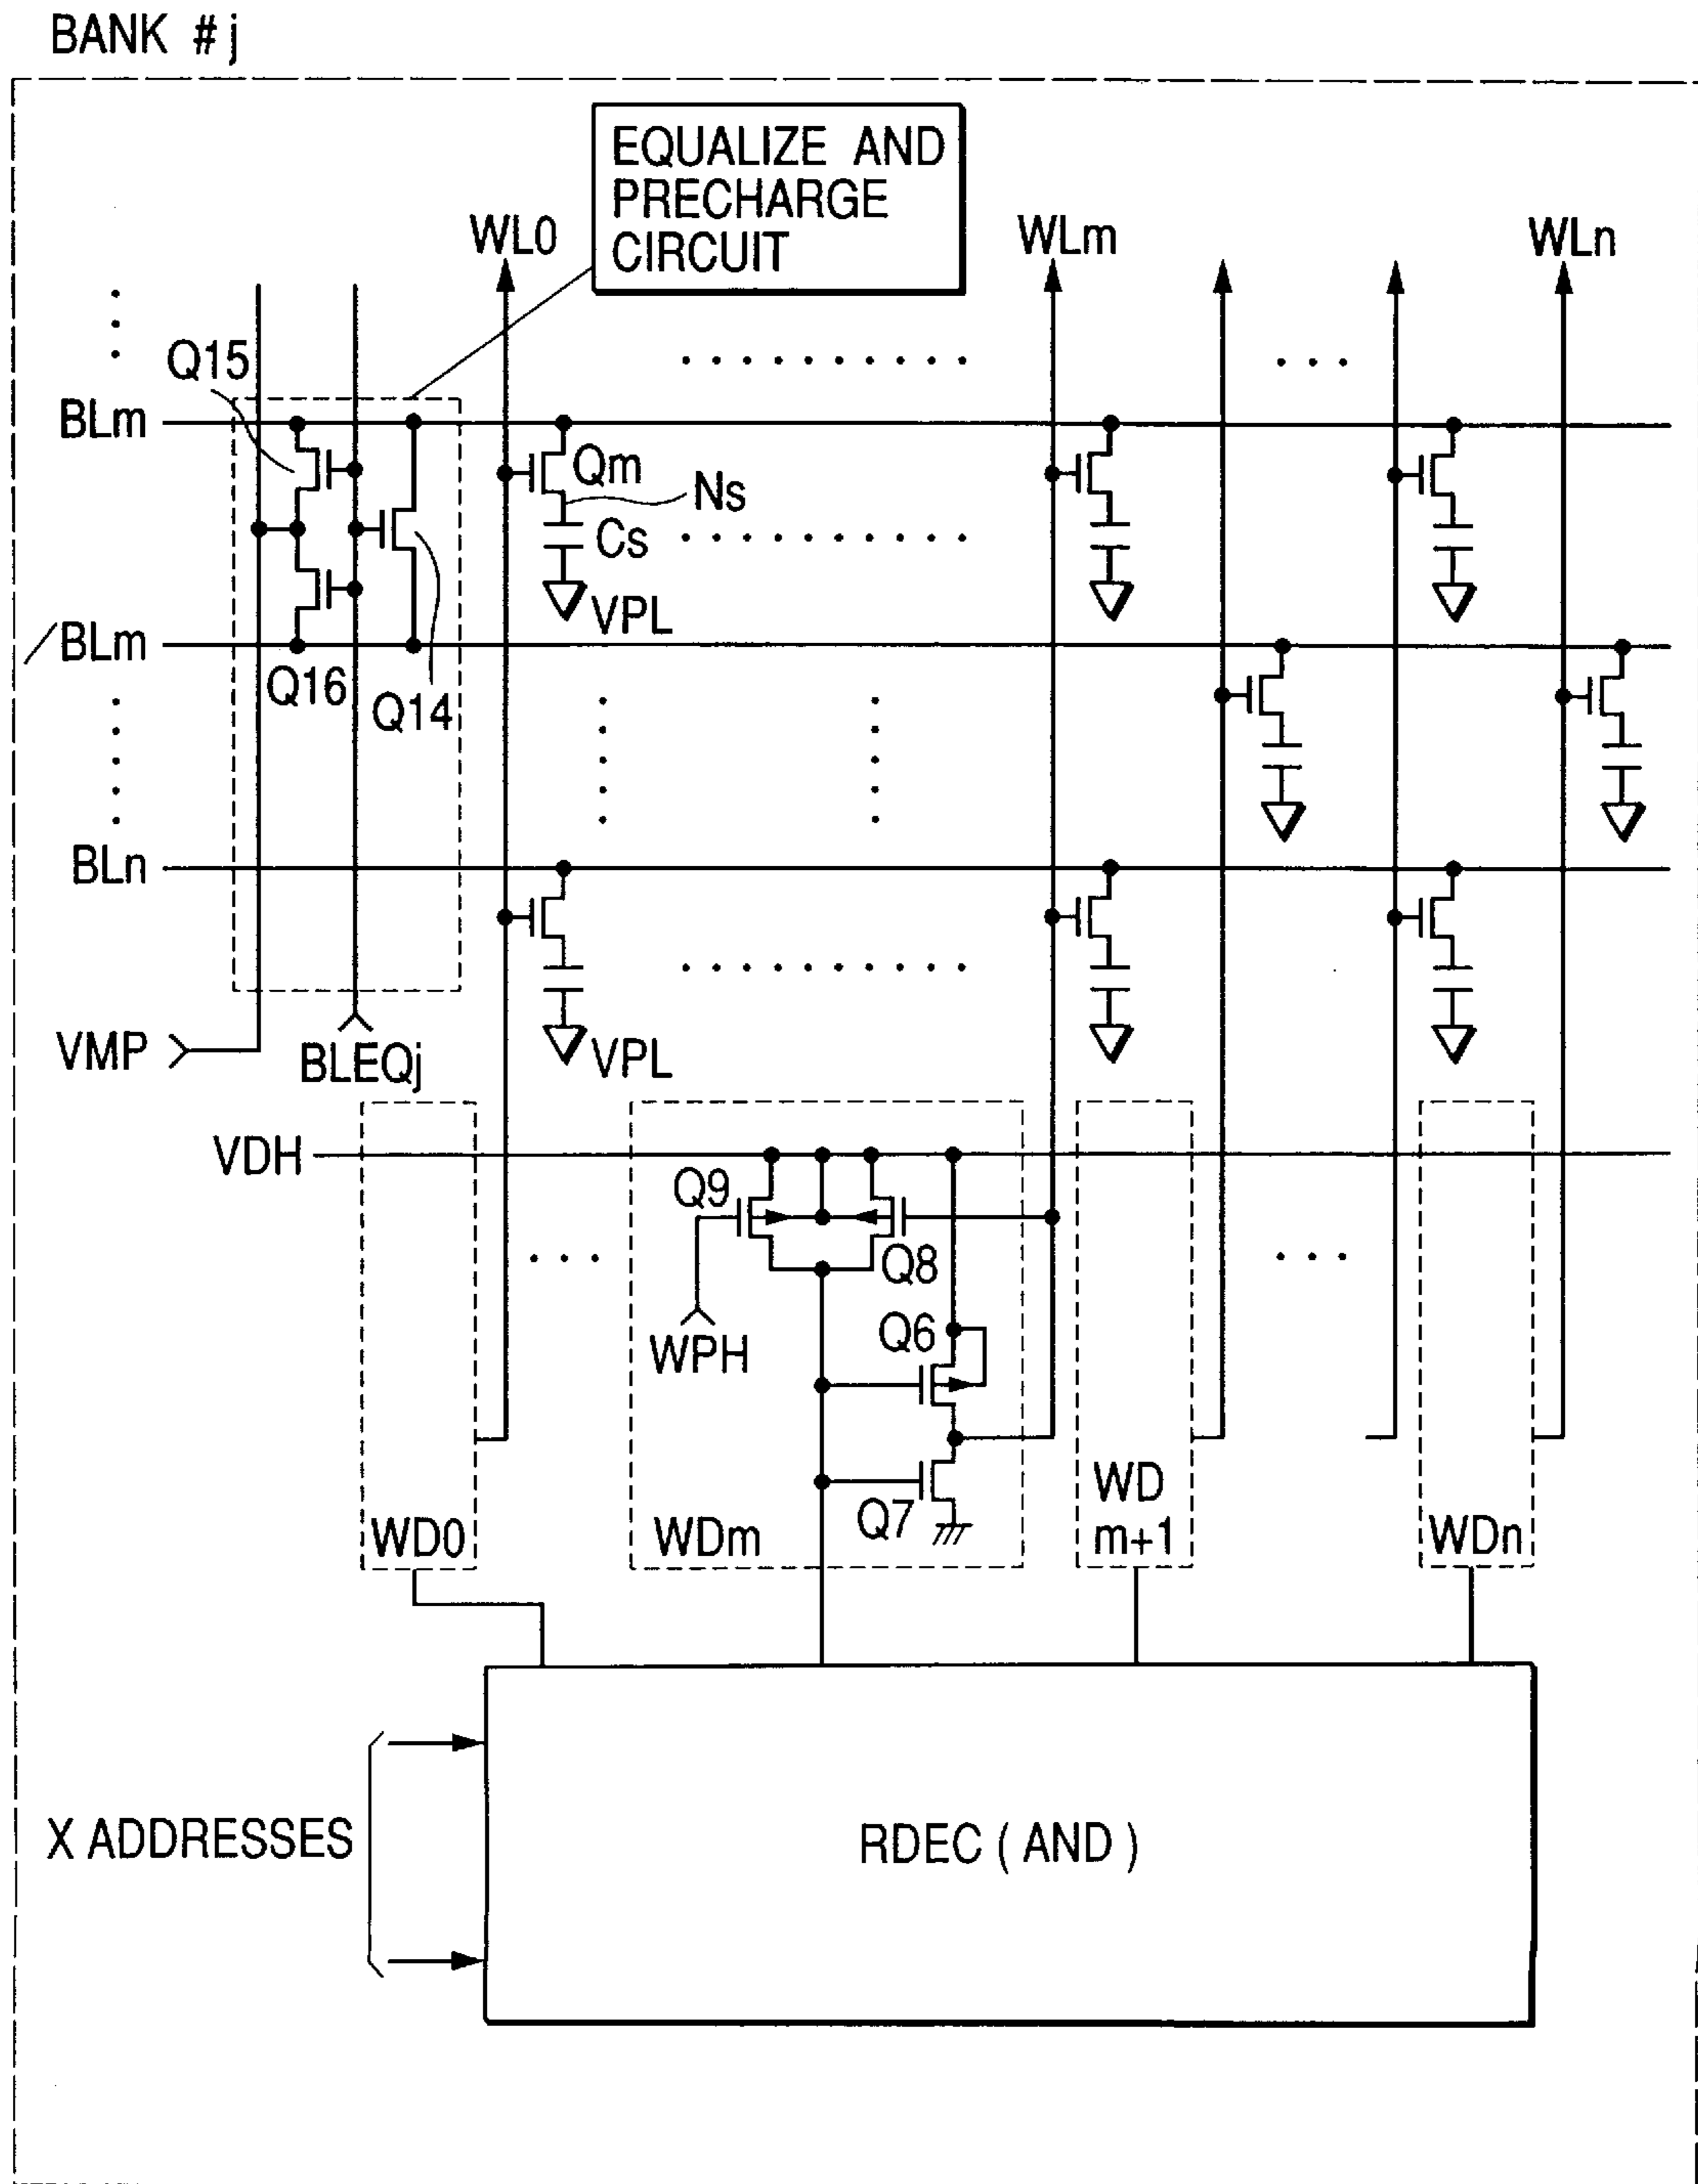 BANK #j
EQUALIZE AND
PRECHARGE
CIRCUIT
WL0
WLm
WLn
Q15
BLm
Qm
Ns
Cs
VPL
/BLm
Q16
Q14
BLn
VMP
BLEQj
VPL
VDH
Q9
Q8
Q6
WPH
Q7
WD0
WDm
WD
m+1
WDn
X ADDRESSES
RDEC ( AND )